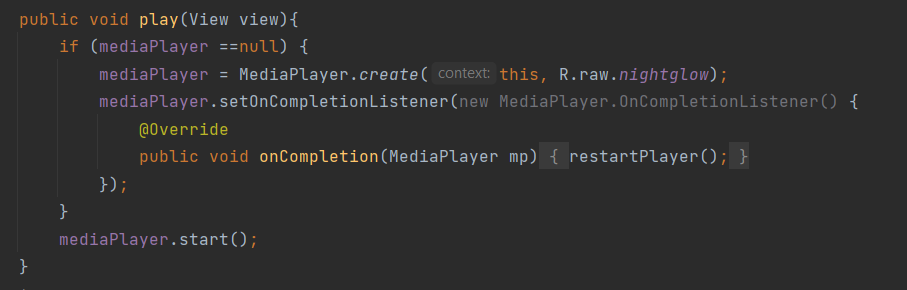 public void play(View view){
if (mediaPlayer ==null) {
mediaPlayer = MediaPlayer.create( context: this, R.raw.nightglow);
mediaPlayer.setOnCompletionListener(new MediaPlayer.OnCompletionListener() {
@Override
public void onCompletion(MediaPlayer mp) { restartPlayer(); }
});
}
mediaPlayer.start();
}